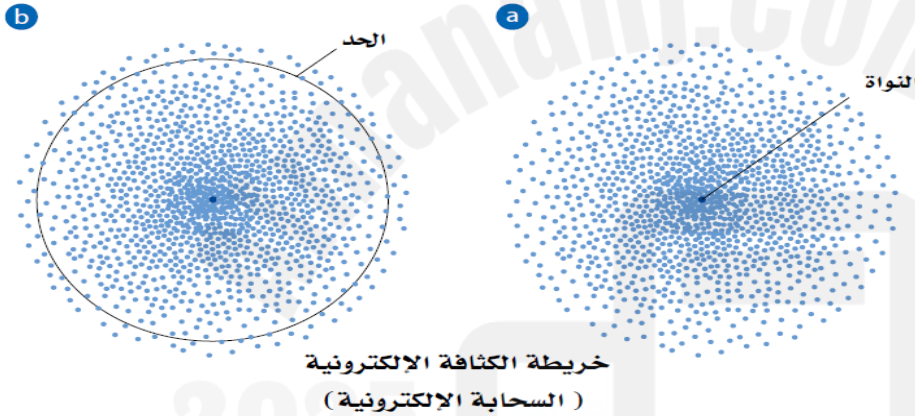 b
a
الحد
النواة
خريطة الكثافة الإلكترونية
( السحابة الإلكترونية )